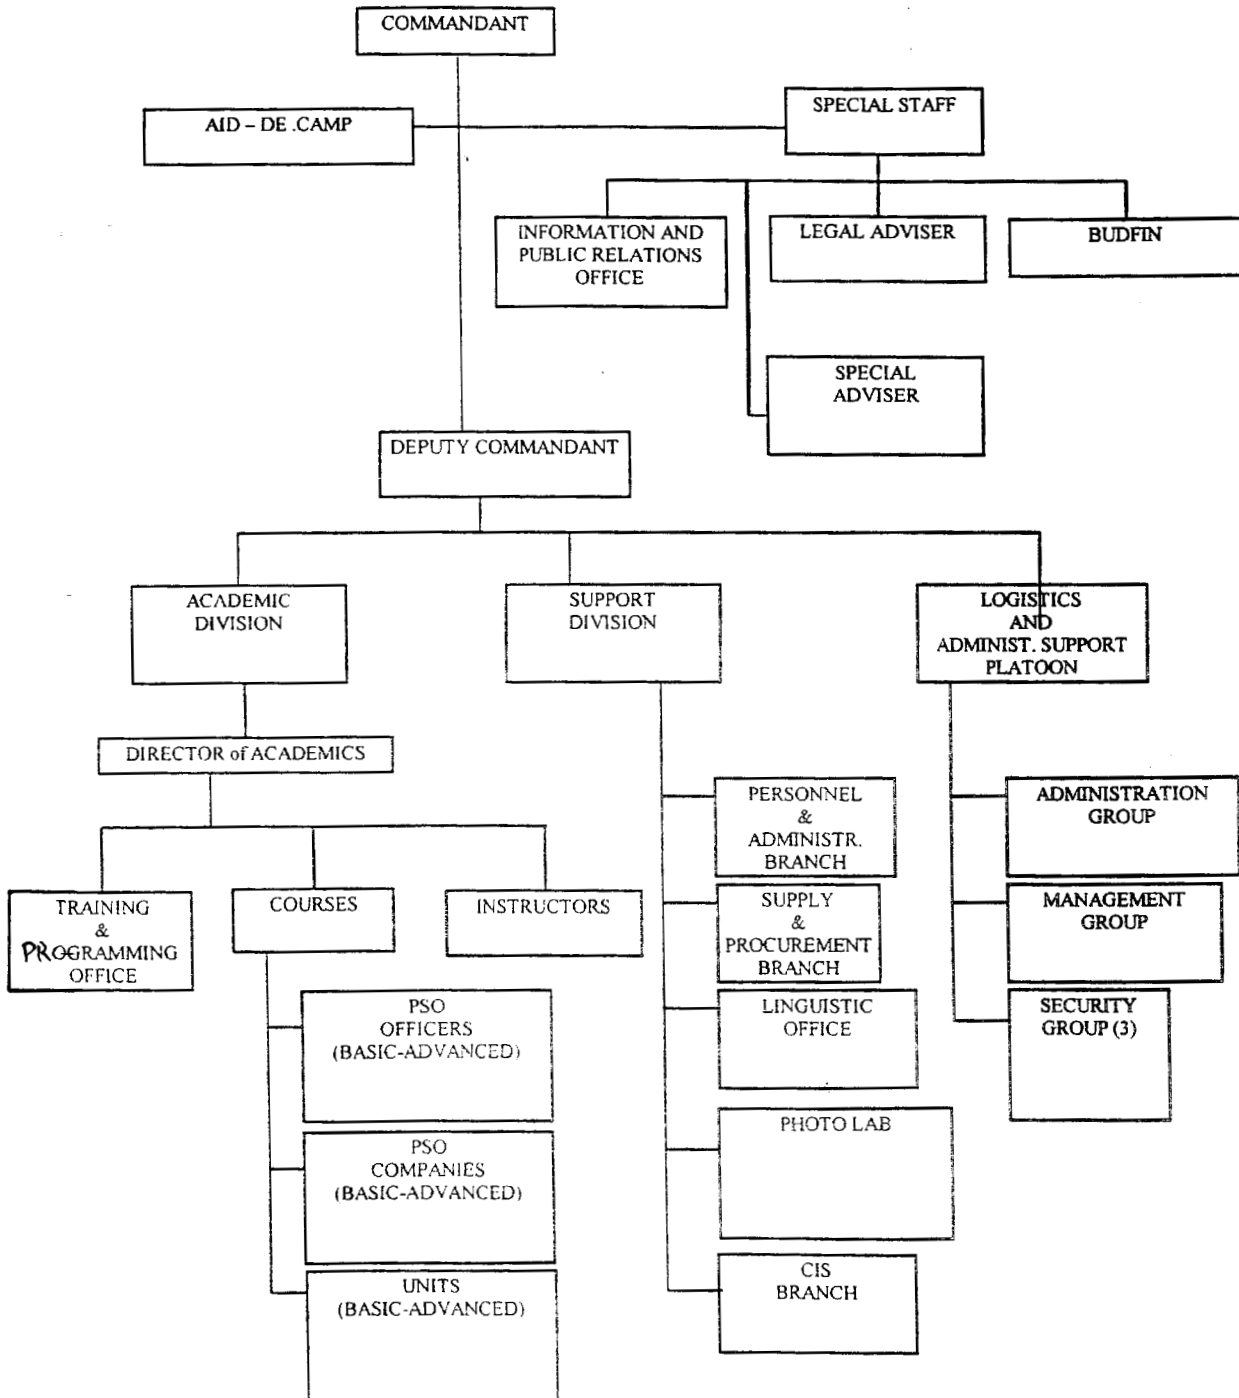 COMMANDANT
AID – DE .CAMP
SPECIAL STAFF
INFORMATION AND
PUBLIC RELATIONS
OFFICE
LEGAL ADVISER
BUDFIN
SPECIAL
ADVISER
DEPUTY COMMANDANT
ACADEMIC
DIVISION
SUPPORT
DIVISION
LOGISTICS
AND
ADMINIST. SUPPORT
PLATOON
DIRECTOR of ACADEMICS
TRAINING
&
PROGRAMMING
OFFICE
COURSES
INSTRUCTORS
PSO
OFFICERS
(BASIC-ADVANCED)
PSO
COMPANIES
(BASIC-ADVANCED)
UNITS
(BASIC-ADVANCED)
PERSONNEL
&
ADMINISTR.
BRANCH
SUPPLY
&
PROCUREMENT
BRANCH
LINGUISTIC
OFFICE
PHOTO LAB
CIS
BRANCH
ADMINISTRATION
GROUP
MANAGEMENT
GROUP
SECURITY
GROUP (3)